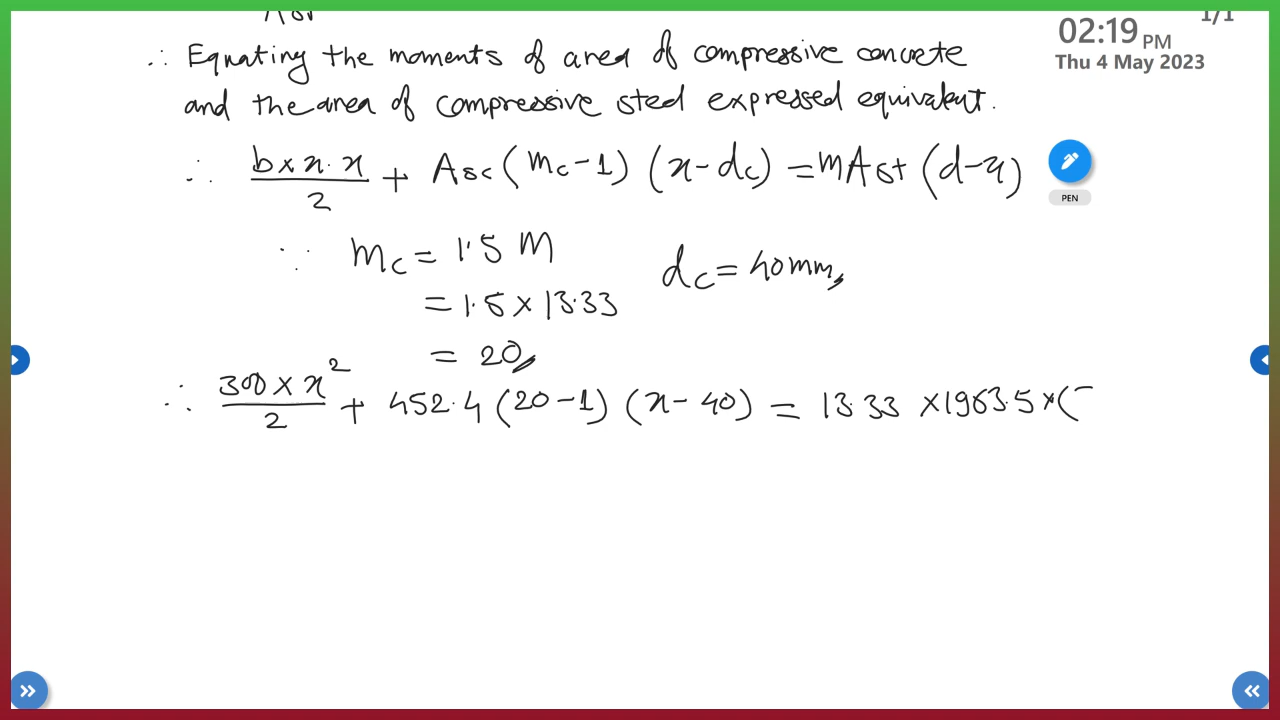 1/1
02:19 PM
Thu 4 May 2023
∴ Equating the moments of area of compressive concrete
and the area of compressive steel expressed equivalent.
∴ b×x·x/2 + Asc(mc-1)(x-dc) = mAst(d-x)
PEN
∵ mc = 1.5 m
dc = 40mm,
= 1.5 × 13.33
= 20,
∴ 300×x²/2 + 452.4(20-1)(x-40) = 13.33 ×1963.5×(